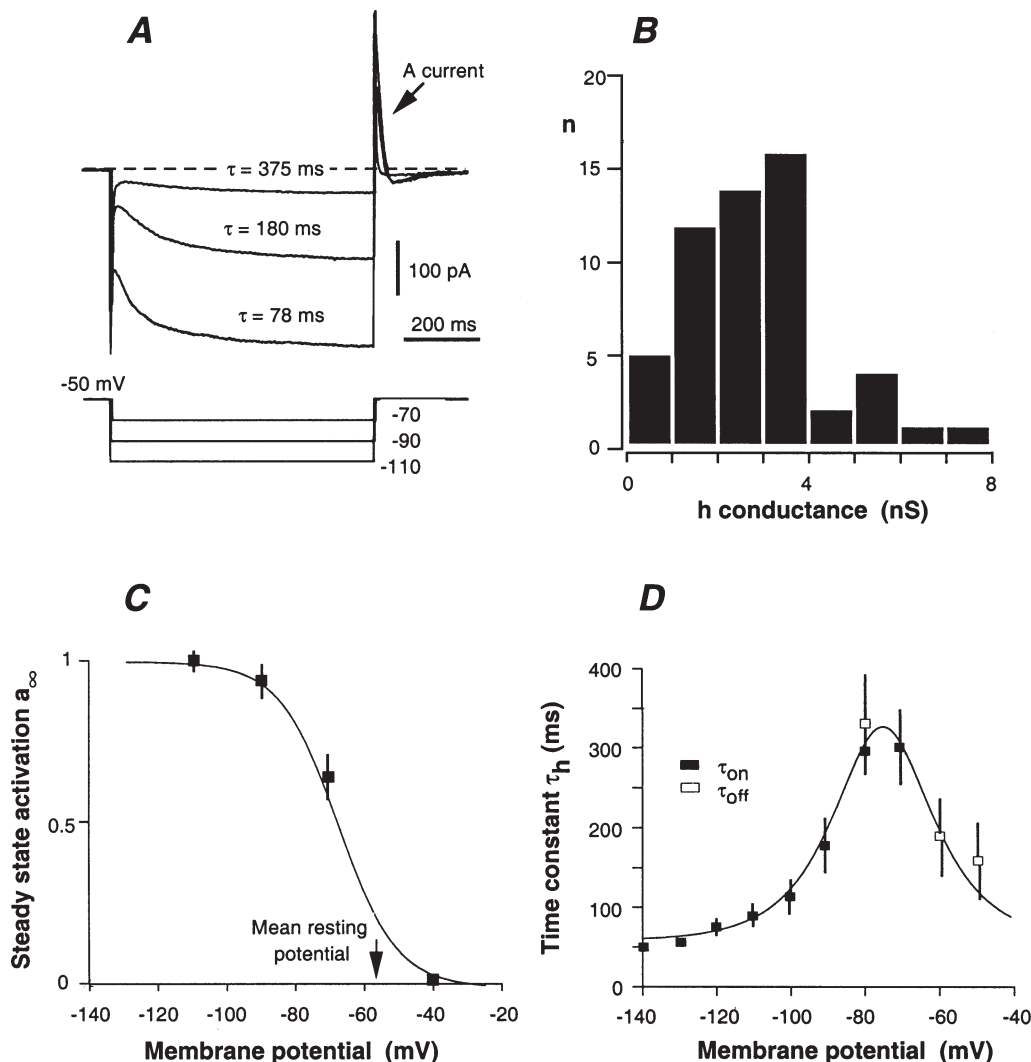 A
A current
τ = 375 ms
τ = 180 ms
100 pA
τ = 78 ms
200 ms
-50 mV
-70
-90
-110
B
n
20
15
10
5
0
0
4
8
h conductance (nS)
C
Steady state activation a∞
1
0.5
0
Mean resting
potential
-140
-120
-100
-80
-60
-40
-20
Membrane potential (mV)
D
Time constant τh (ms)
400
300
200
100
0
τon
τoff
-140
-120
-100
-80
-60
-40
Membrane potential (mV)